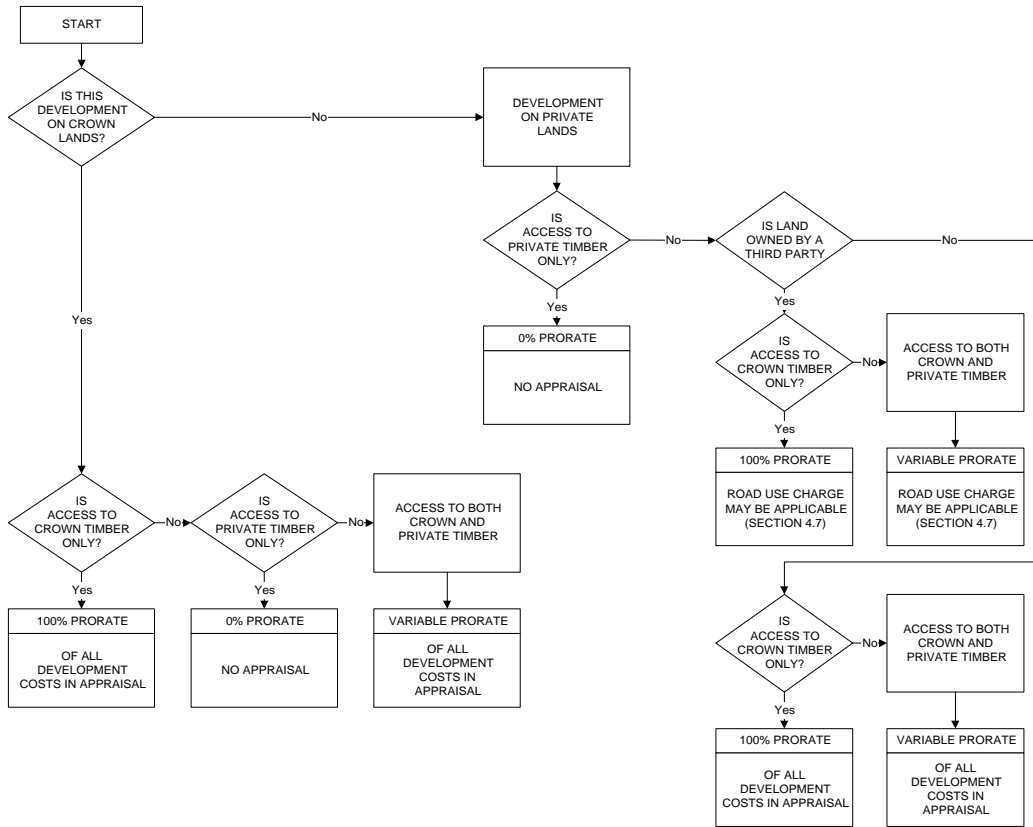 START
IS THIS
DEVELOPMENT
ON CROWN
LANDS?
No
DEVELOPMENT
ON PRIVATE
LANDS
IS
ACCESS TO
PRIVATE TIMBER
ONLY?
No
IS LAND
OWNED BY A
THIRD PARTY
No
Yes
Yes
Yes
0% PRORATE
NO APPRAISAL
IS
ACCESS TO
CROWN TIMBER
ONLY?
No
ACCESS TO BOTH
CROWN AND
PRIVATE TIMBER
Yes
100% PRORATE
ROAD USE CHARGE
MAY BE APPLICABLE
(SECTION 4.7)
VARIABLE PRORATE
ROAD USE CHARGE
MAY BE APPLICABLE
(SECTION 4.7)
IS
ACCESS TO
CROWN TIMBER
ONLY?
No
IS
ACCESS TO
PRIVATE TIMBER
ONLY?
No
ACCESS TO BOTH
CROWN AND
PRIVATE TIMBER
Yes
Yes
100% PRORATE
OF ALL
DEVELOPMENT
COSTS IN APPRAISAL
0% PRORATE
NO APPRAISAL
VARIABLE PRORATE
OF ALL
DEVELOPMENT
COSTS IN
APPRAISAL
IS
ACCESS TO
CROWN TIMBER
ONLY?
No
ACCESS TO BOTH
CROWN AND
PRIVATE TIMBER
Yes
100% PRORATE
OF ALL
DEVELOPMENT
COSTS IN APPRAISAL
VARIABLE PRORATE
OF ALL
DEVELOPMENT
COSTS IN
APPRAISAL